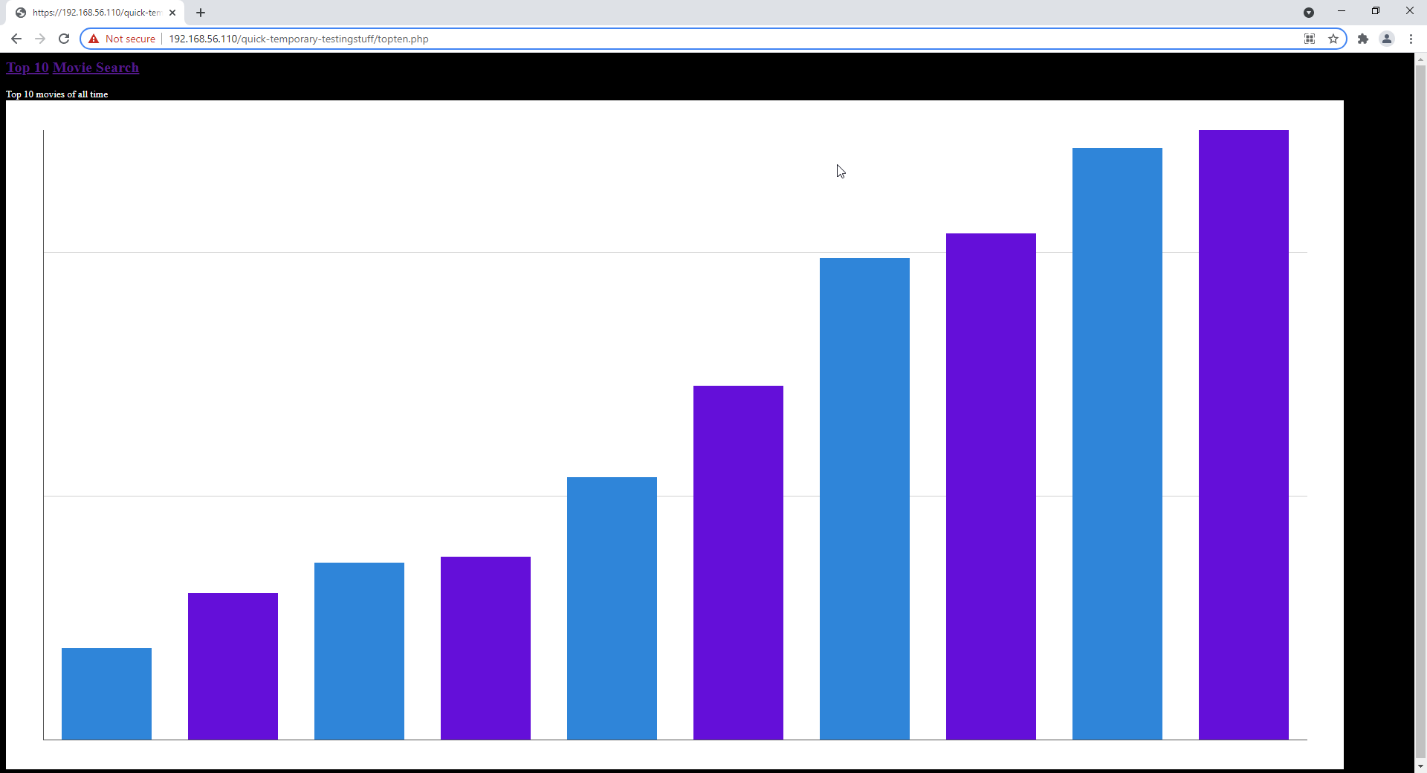 https://192.168.56.110/quick-tem
Not secure
192.168.56.110/quick-temporary-testingstuff/topten.php
Top 10 Movie Search
Top 10 movies of all time